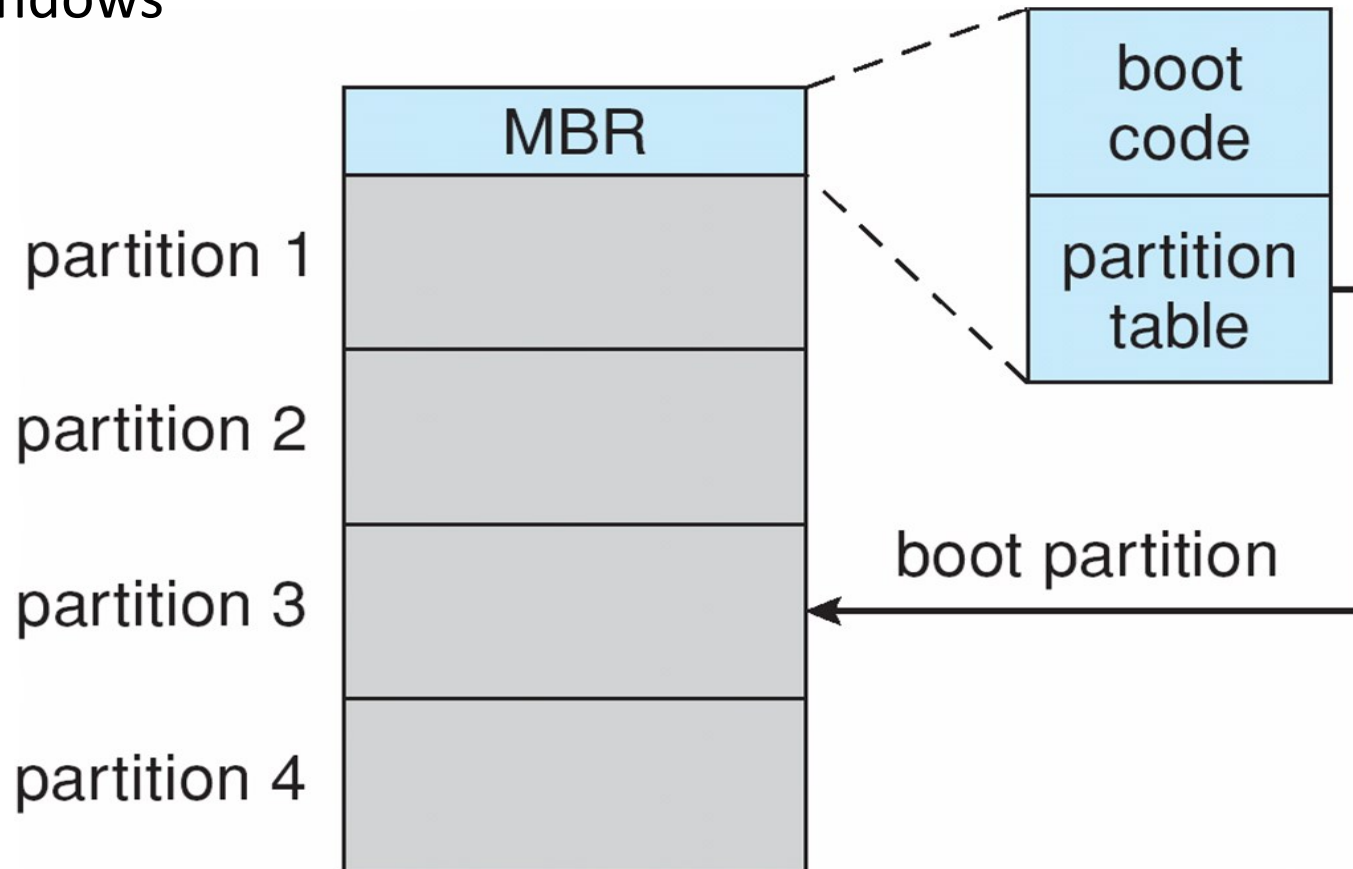 MBR
boot
code
partition
table
partition 1
partition 2
boot partition
partition 3
partition 4